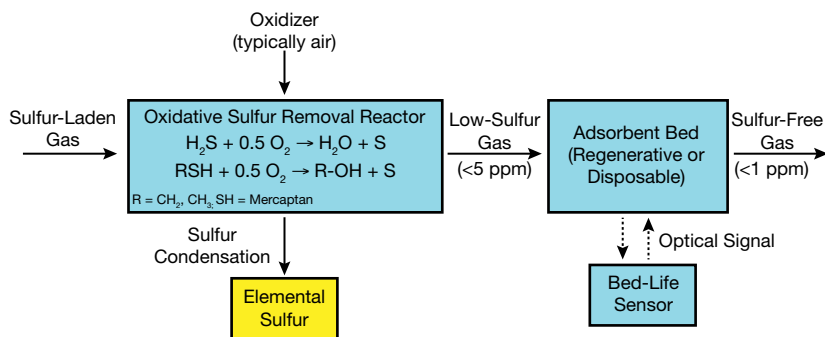 Oxidizer
(typically air)
Sulfur-Laden
Gas
Oxidative Sulfur Removal Reactor
H₂S + 0.5 O₂ → H₂O + S
RSH + 0.5 O₂ → R-OH + S
R = CH₂, CH₃; SH = Mercaptan
Low-Sulfur
Gas
(<5 ppm)
Adsorbent Bed
(Regenerative or
Disposable)
Sulfur-Free
Gas
(<1 ppm)
Sulfur
Condensation
Optical Signal
Elemental
Sulfur
Bed-Life
Sensor